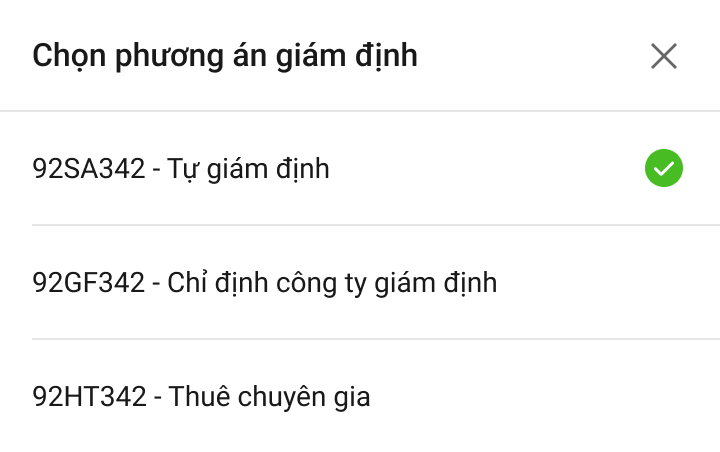 Chọn phương án giám định
92SA342 - Tự giám định
92GF342 - Chỉ định công ty giám định
92HT342 - Thuê chuyên gia